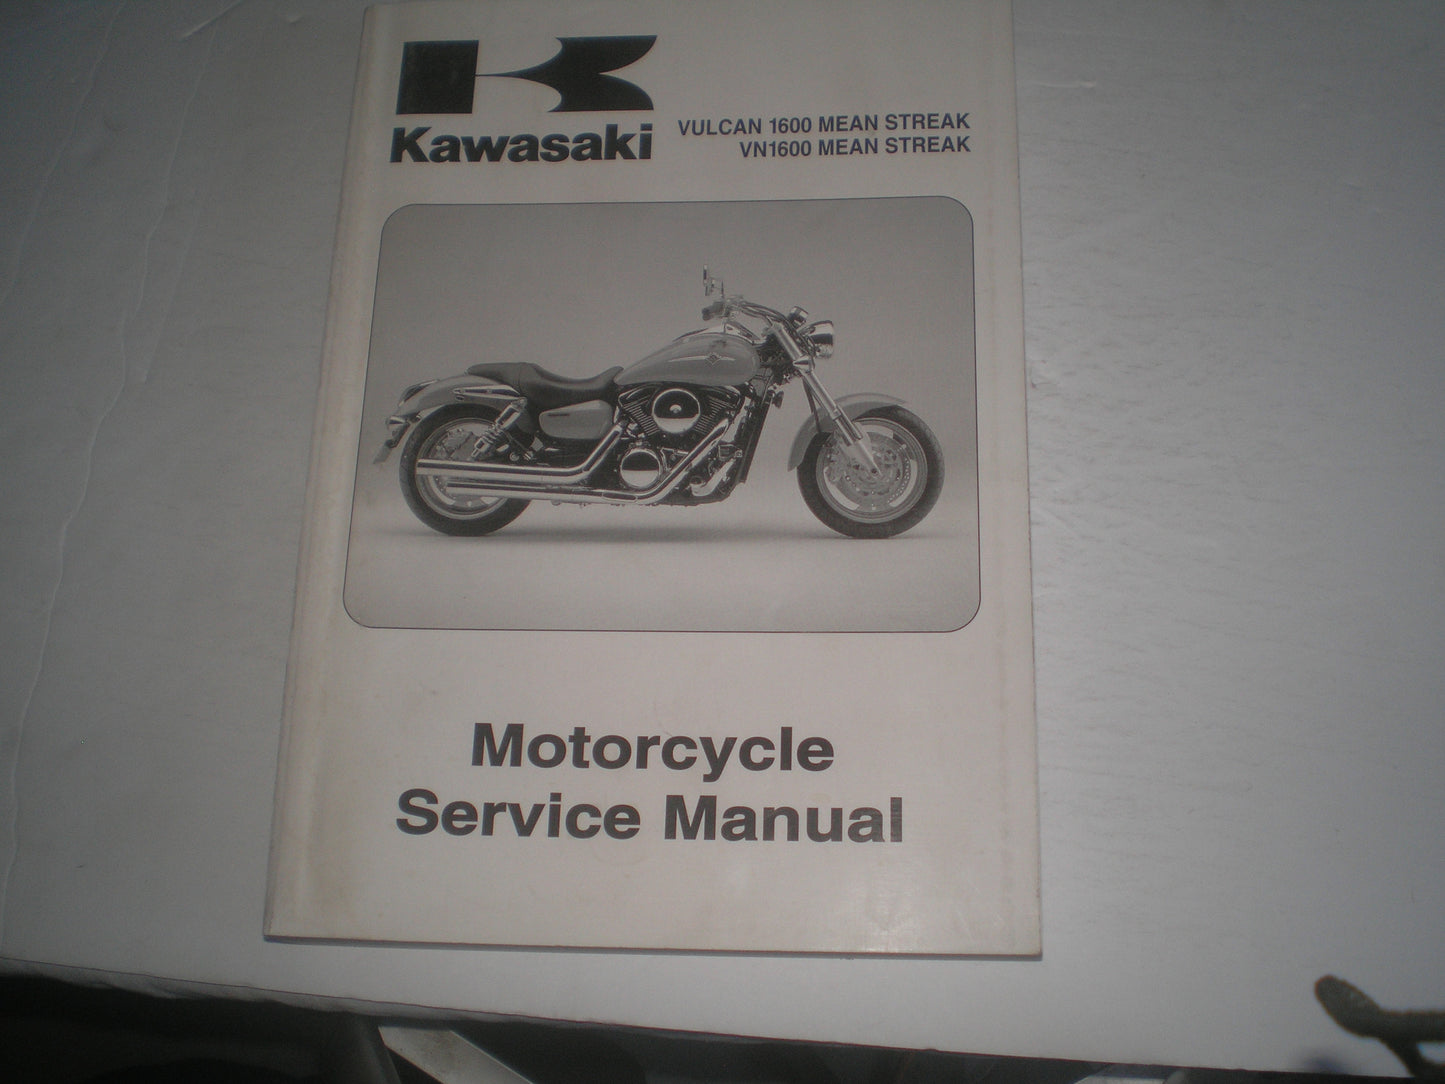 Kawasaki
VULCAN 1600 MEAN STREAK
VN1600 MEAN STREAK
Motorcycle
Service Manual